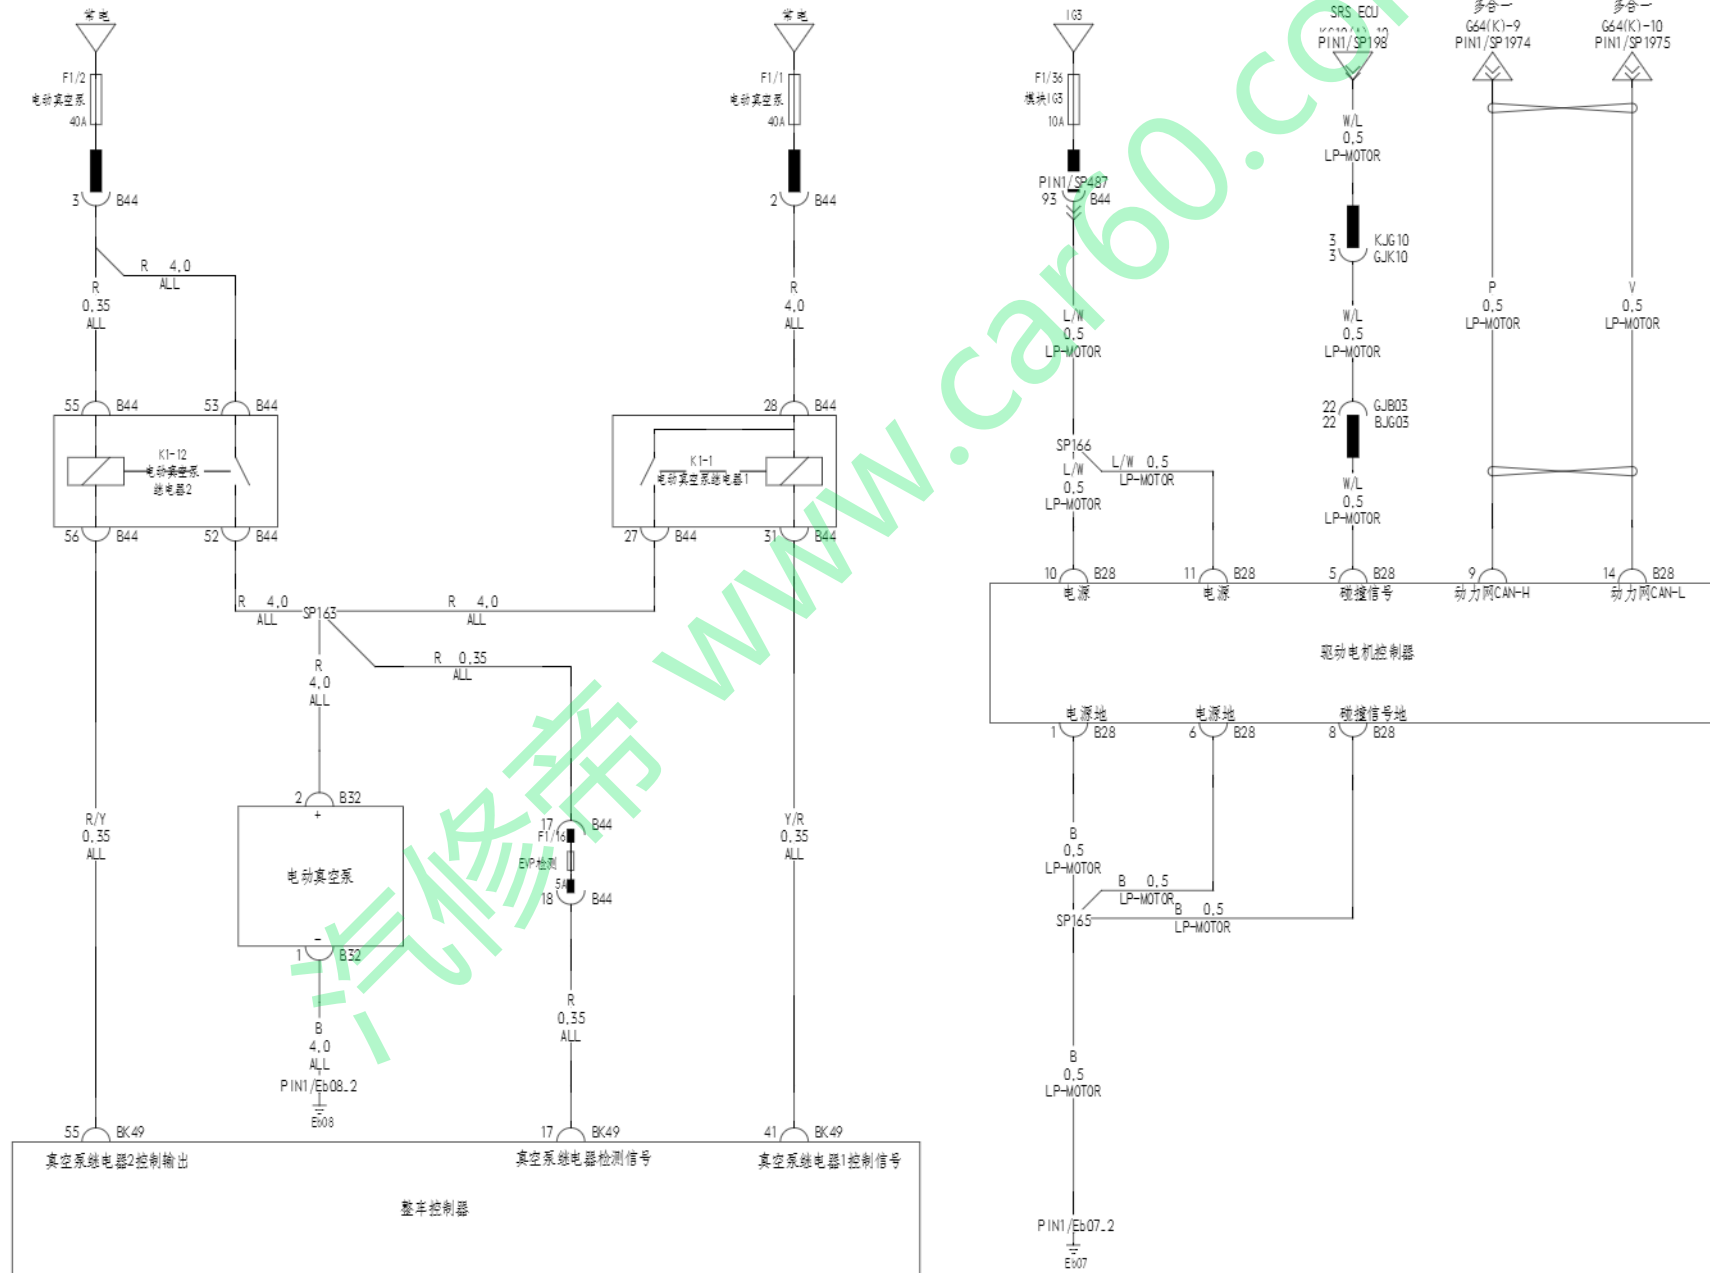 常电
F1/2
电动真空泵
40A
3 B44
R 4.0
ALL
R
0.35
ALL
55 B44
53 B44
K1-12
电动真空泵
继电器2
56 B44
52 B44
常电
F1/1
电动真空泵
40A
2 B44
R
4.0
ALL
28 B44
K1-1
电动真空泵继电器1
27 B44
31 B44
R 4.0
ALL
SP163
R 4.0
ALL
R 0.35
ALL
R
4.0
ALL
2 B32
+
电动真空泵
-
1 B32
B
4.0
ALL
PIN1/Eb08_2
Eb08
17 B44
F1/16
EVP检测
5A
18 B44
R
0.35
ALL
R/Y
0.35
ALL
Y/R
0.35
ALL
55 BK49
17 BK49
41 BK49
真空泵继电器2控制输出
真空泵继电器检测信号
真空泵继电器1控制信号
整车控制器
IG3
F1/36
模块IG3
10A
PIN1/SP487
93 B44
L/W
0.5
LP-MOTOR
SP166
L/W 0.5
LP-MOTOR
L/W
0.5
LP-MOTOR
SRS ECU
PIN1/SP198
W/L
0.5
LP-MOTOR
3 KJG10
3 GJK10
W/L
0.5
LP-MOTOR
22 GJB03
22 BJG03
W/L
0.5
LP-MOTOR
多合一
G64(K)-9
PIN1/SP1974
P
0.5
LP-MOTOR
多合一
G64(K)-10
PIN1/SP1975
V
0.5
LP-MOTOR
10 B28
11 B28
5 B28
9
14 B28
电源
电源
碰撞信号
动力网CAN-H
动力网CAN-L
驱动电机控制器
电源地
电源地
碰撞信号地
1 B28
6 B28
8 B28
B
0.5
LP-MOTOR
B 0.5
LP-MOTOR
SP165
B 0.5
LP-MOTOR
B
0.5
LP-MOTOR
PIN1/Eb07_2
Eb07
汽修帝 www.car60.co